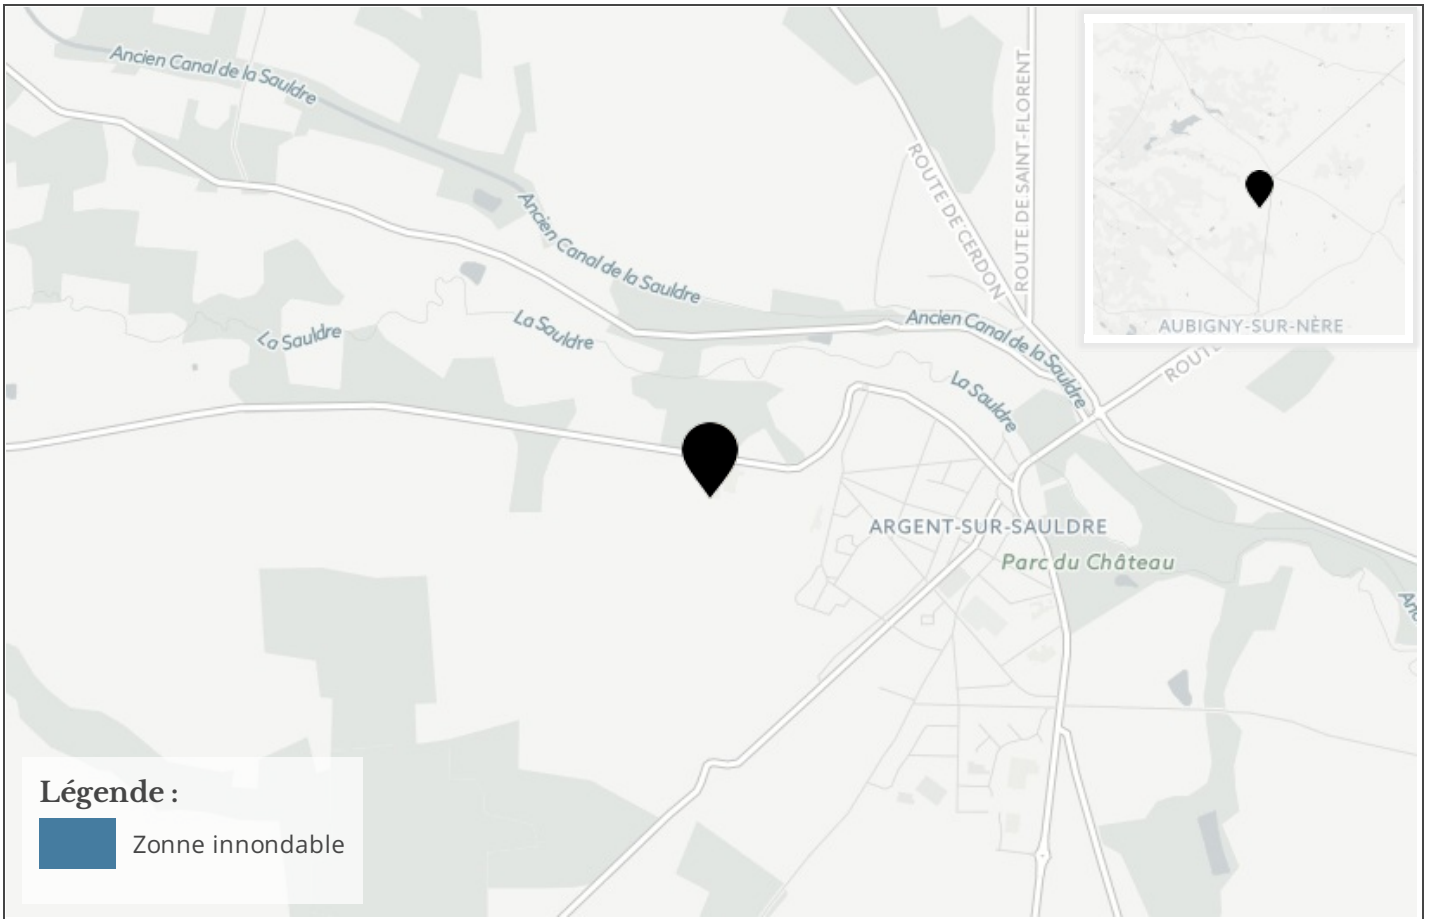 Ancien Canal de la Sauldre
ROUTE DE CERDON
ROUTE DE SAINT-FLORENT
Ancien Canal de la Sauldre
AUBIGNY-SUR-NÈRE
La Sauldre
La Sauldre
Ancien Canal de la Sauldre
ROUTE
La Sauldre
ARGENT-SUR-SAULDRE
Parc du Château
Légende :
Zonne innondable